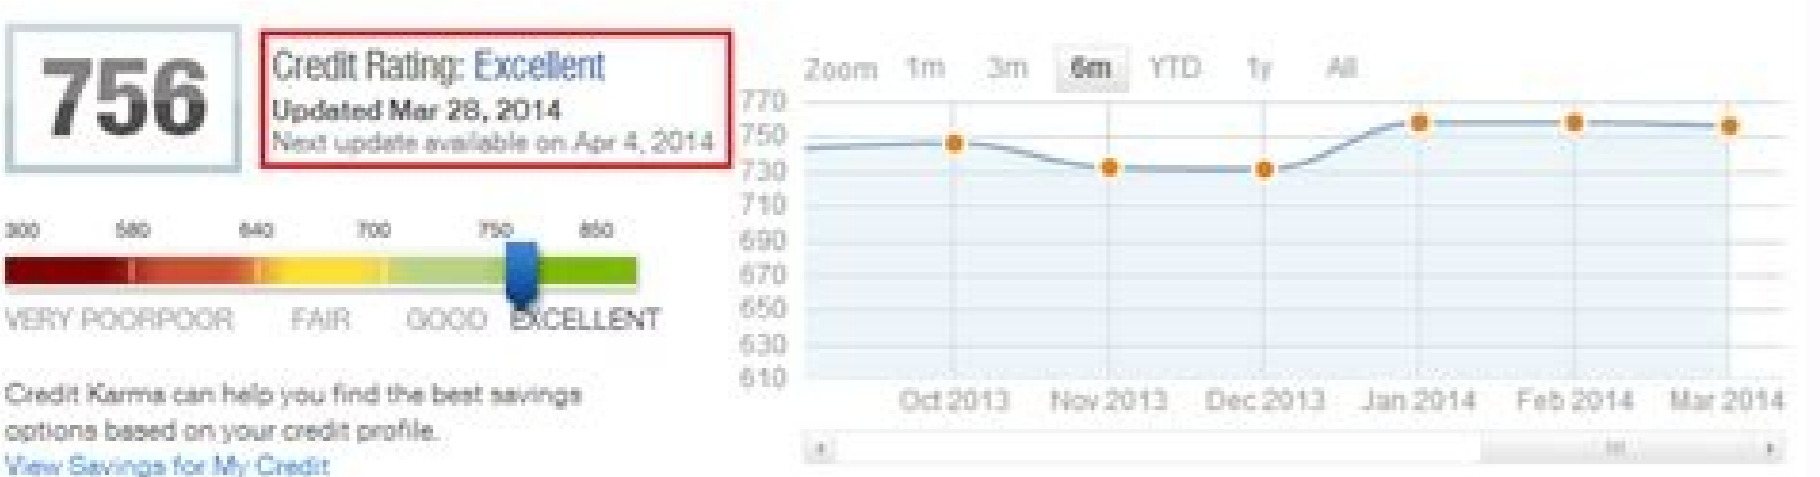 756
Credit Rating: Excellent
Updated Mar 28, 2014
Next update available on Apr 4, 2014
300 580 640 700 750 850
VERY POOR POOR FAIR GOOD EXCELLENT
Credit Karma can help you find the best savings
options based on your credit profile.
View Savings for My Credit
Zoom 1m 3m 6m YTD 1y All
770
750
730
710
690
670
650
630
610
Oct 2013 Nov 2013 Dec 2013 Jan 2014 Feb 2014 Mar 2014